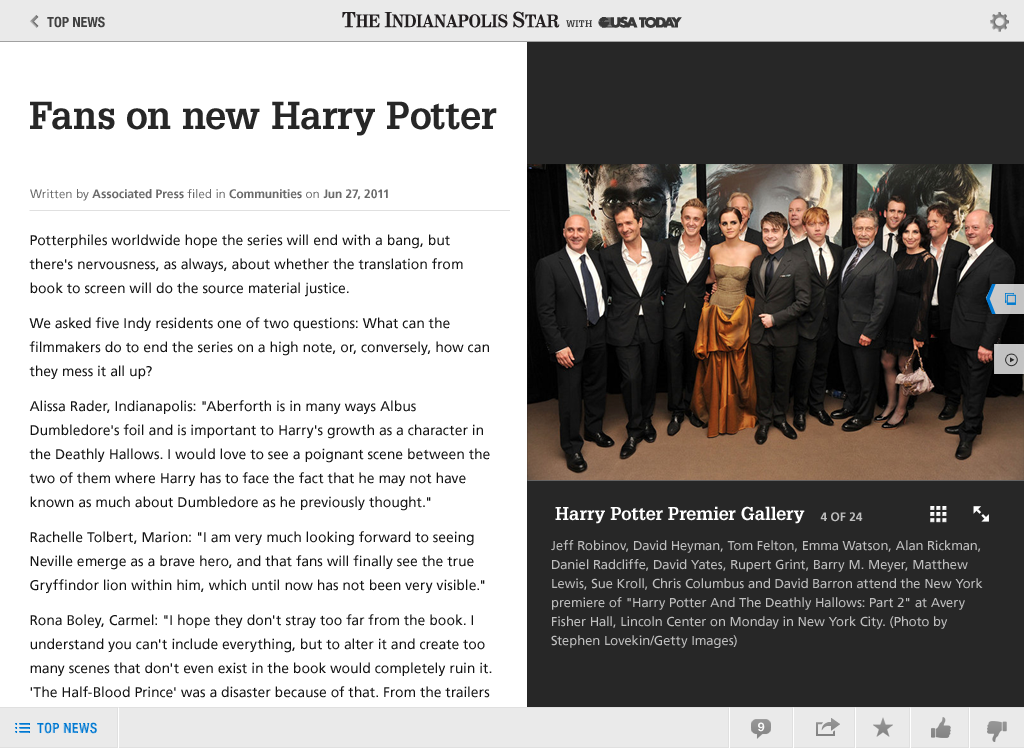 TOP NEWS
THE INDIANAPOLIS STAR WITH USA TODAY
Fans on new Harry Potter
Written by Associated Press filed in Communities on Jun 27, 2011
Potterphiles worldwide hope the series will end with a bang, but
there's nervousness, as always, about whether the translation from
book to screen will do the source material justice.
We asked five Indy residents one of two questions: What can the
filmmakers do to end the series on a high note, or, conversely, how can
they mess it all up?
Alissa Rader, Indianapolis: "Aberforth is in many ways Albus
Dumbledore's foil and is important to Harry's growth as a character in
the Deathly Hallows. I would love to see a poignant scene between the
two of them where Harry has to face the fact that he may not have
known as much about Dumbledore as he previously thought."
Rachelle Tolbert, Marion: "I am very much looking forward to seeing
Neville emerge as a brave hero, and that fans will finally see the true
Gryffindor lion within him, which until now has not been very visible."
Rona Boley, Carmel: "I hope they don't stray too far from the book. I
understand you can't include everything, but to alter it and create too
many scenes that don't even exist in the book would completely ruin it.
'The Half-Blood Prince' was a disaster because of that. From the trailers
Harry Potter Premier Gallery 4 OF 24
Jeff Robinov, David Heyman, Tom Felton, Emma Watson, Alan Rickman,
Daniel Radcliffe, David Yates, Rupert Grint, Barry M. Meyer, Matthew
Lewis, Sue Kroll, Chris Columbus and David Barron attend the New York
premiere of "Harry Potter And The Deathly Hallows: Part 2" at Avery
Fisher Hall, Lincoln Center on Monday in New York City. (Photo by
Stephen Lovekin/Getty Images)
TOP NEWS
9